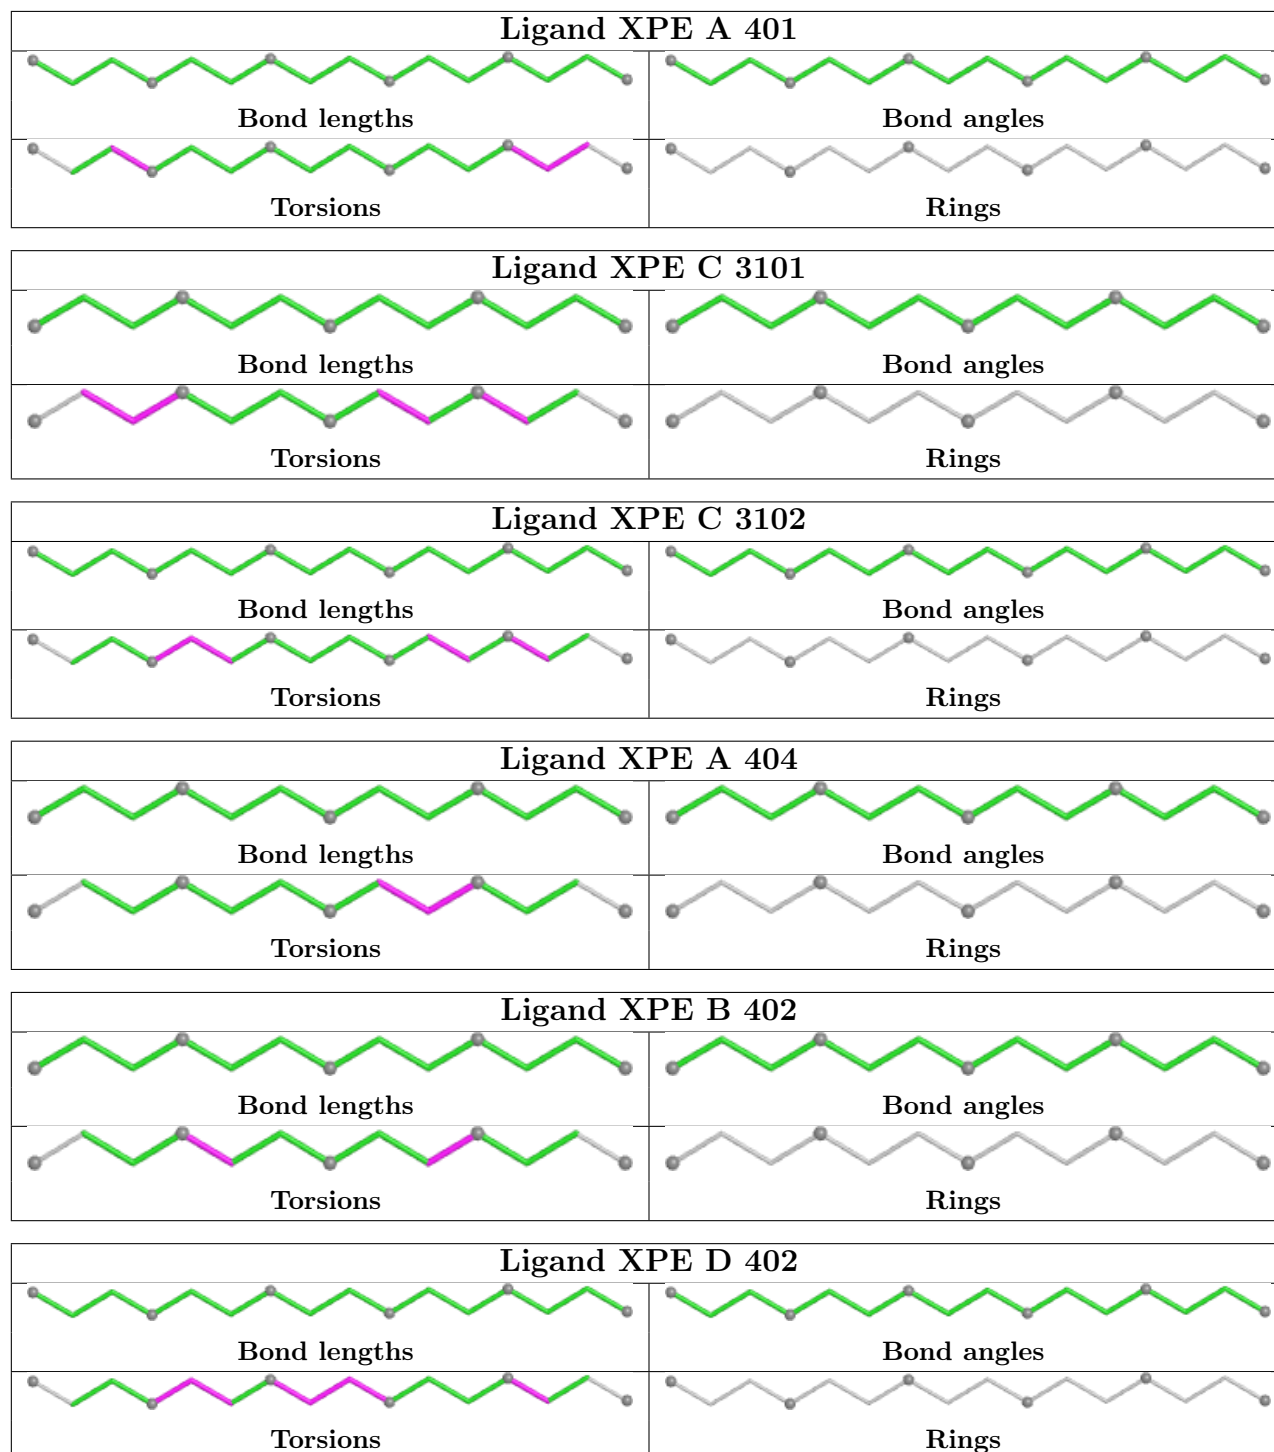 Ligand XPE A 401
Bond lengths Bond angles
Torsions Rings
Ligand XPE C 3101
Bond lengths Bond angles
Torsions Rings
Ligand XPE C 3102
Bond lengths Bond angles
Torsions Rings
Ligand XPE A 404
Bond lengths Bond angles
Torsions Rings
Ligand XPE B 402
Bond lengths Bond angles
Torsions Rings
Ligand XPE D 402
Bond lengths Bond angles
Torsions Rings